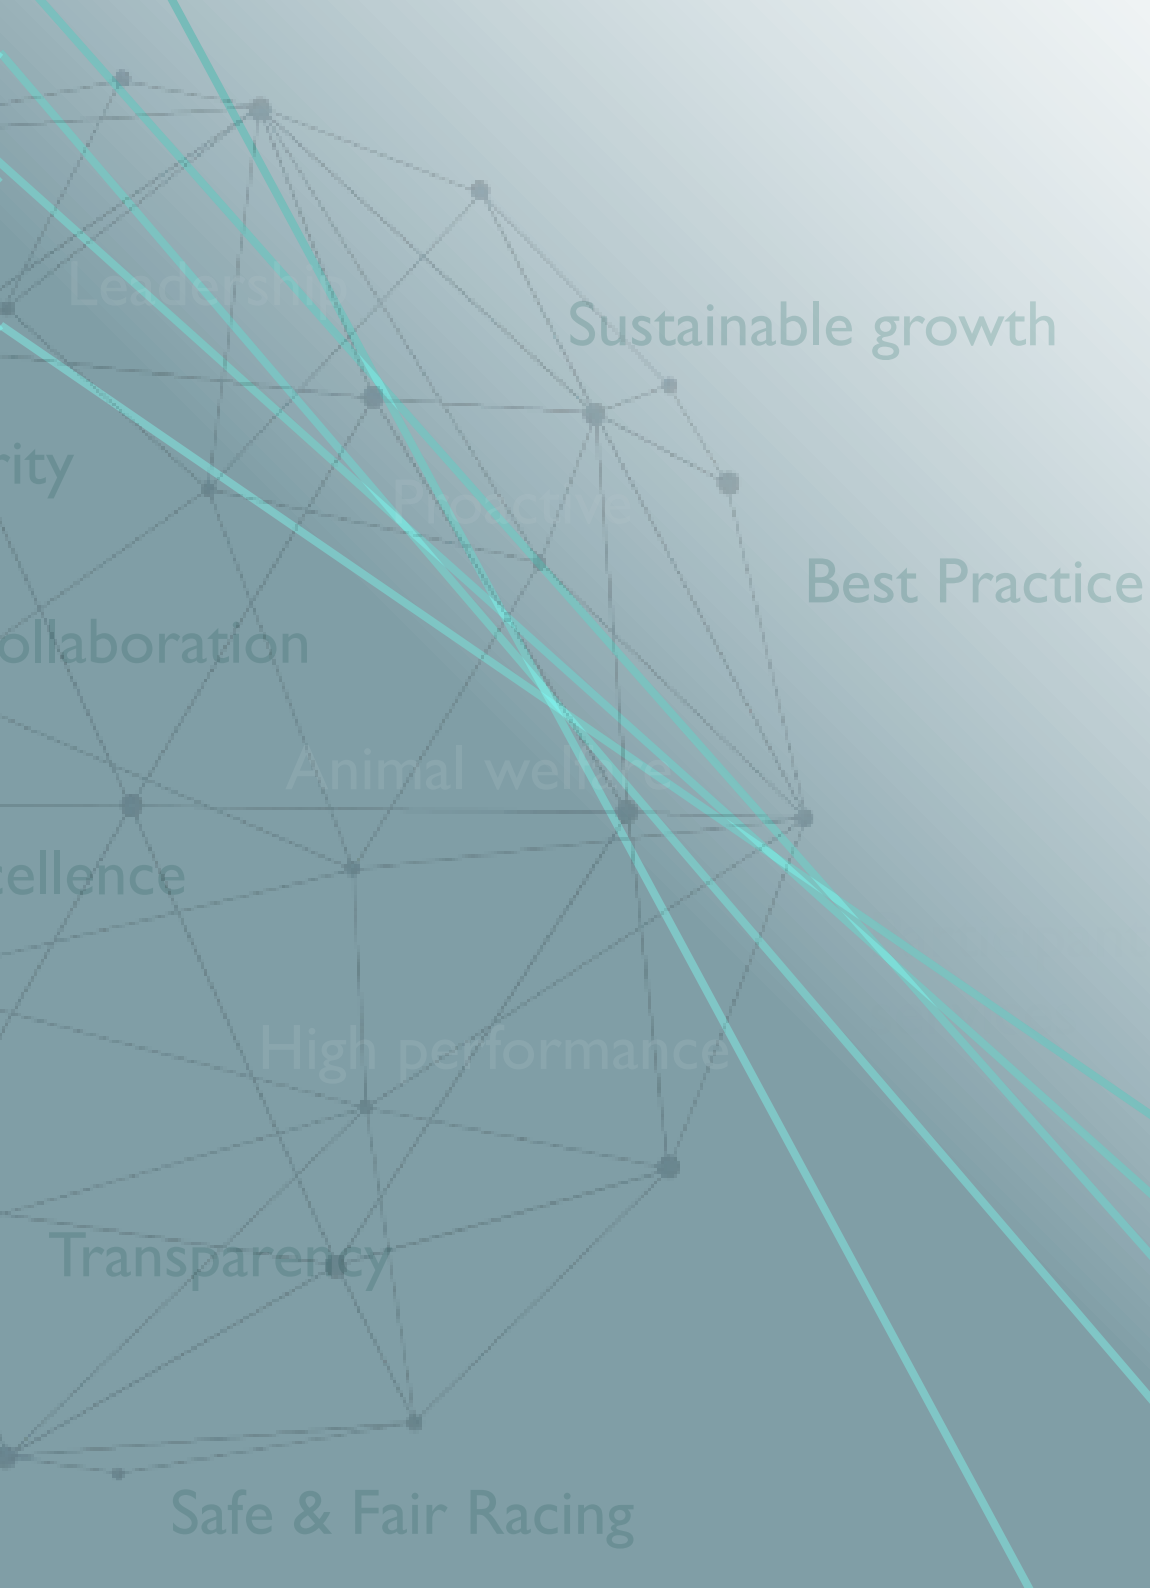 Leadership
Sustainable growth
rity
Proactive
Best Practice
ollaboration
Animal welfare
cellence
High performance
Transparency
Safe & Fair Racing